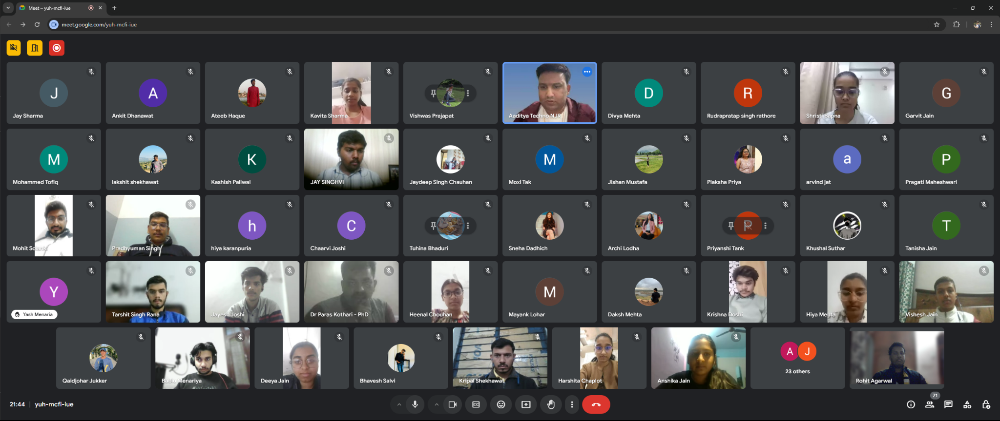 Meet – yuh-mcfi-iue
meet.google.com/yuh-mcfi-iue
J
Jay Sharma
A
Ankit Dhanawat
Ateeb Haque
Kavita Sharma
Vishwas Prajapat
Aaditya Techno NJR
D
Divya Mehta
R
Rudrapratap singh rathore
Shristi Bapna
G
Garvit Jain
M
Mohammed Tofiq
lakshit shekhawat
K
Kashish Paliwal
JAY SINGHVI
Jaydeep Singh Chauhan
M
Moxi Tak
Jishan Mustafa
Plaksha Priya
a
arvind jat
P
Pragati Maheshwari
Mohit Solanki
Pradhyuman Singh
h
hiya karanpuria
C
Chaarvi Joshi
Tuhina Bhaduri
Sneha Dadhich
Archi Lodha
Priyanshi Tank
Khushal Suthar
T
Tanisha Jain
Y
Yash Menaria
Tarshit Singh Rana
Jayesh Joshi
Dr Paras Kothari - PhD
Heenal Chouhan
M
Mayank Lohar
Daksh Mehta
Krishna Doshi
Hiya Mehta
Vishesh Jain
Qaidjohar Jukker
Badlu Menariya
Deeya Jain
Bhavesh Salvi
Kripal Shekhawat
Harshita Chaplot
Anshika Jain
A J
23 others
Rohit Agarwal
21:44 | yuh-mcfi-iue
71